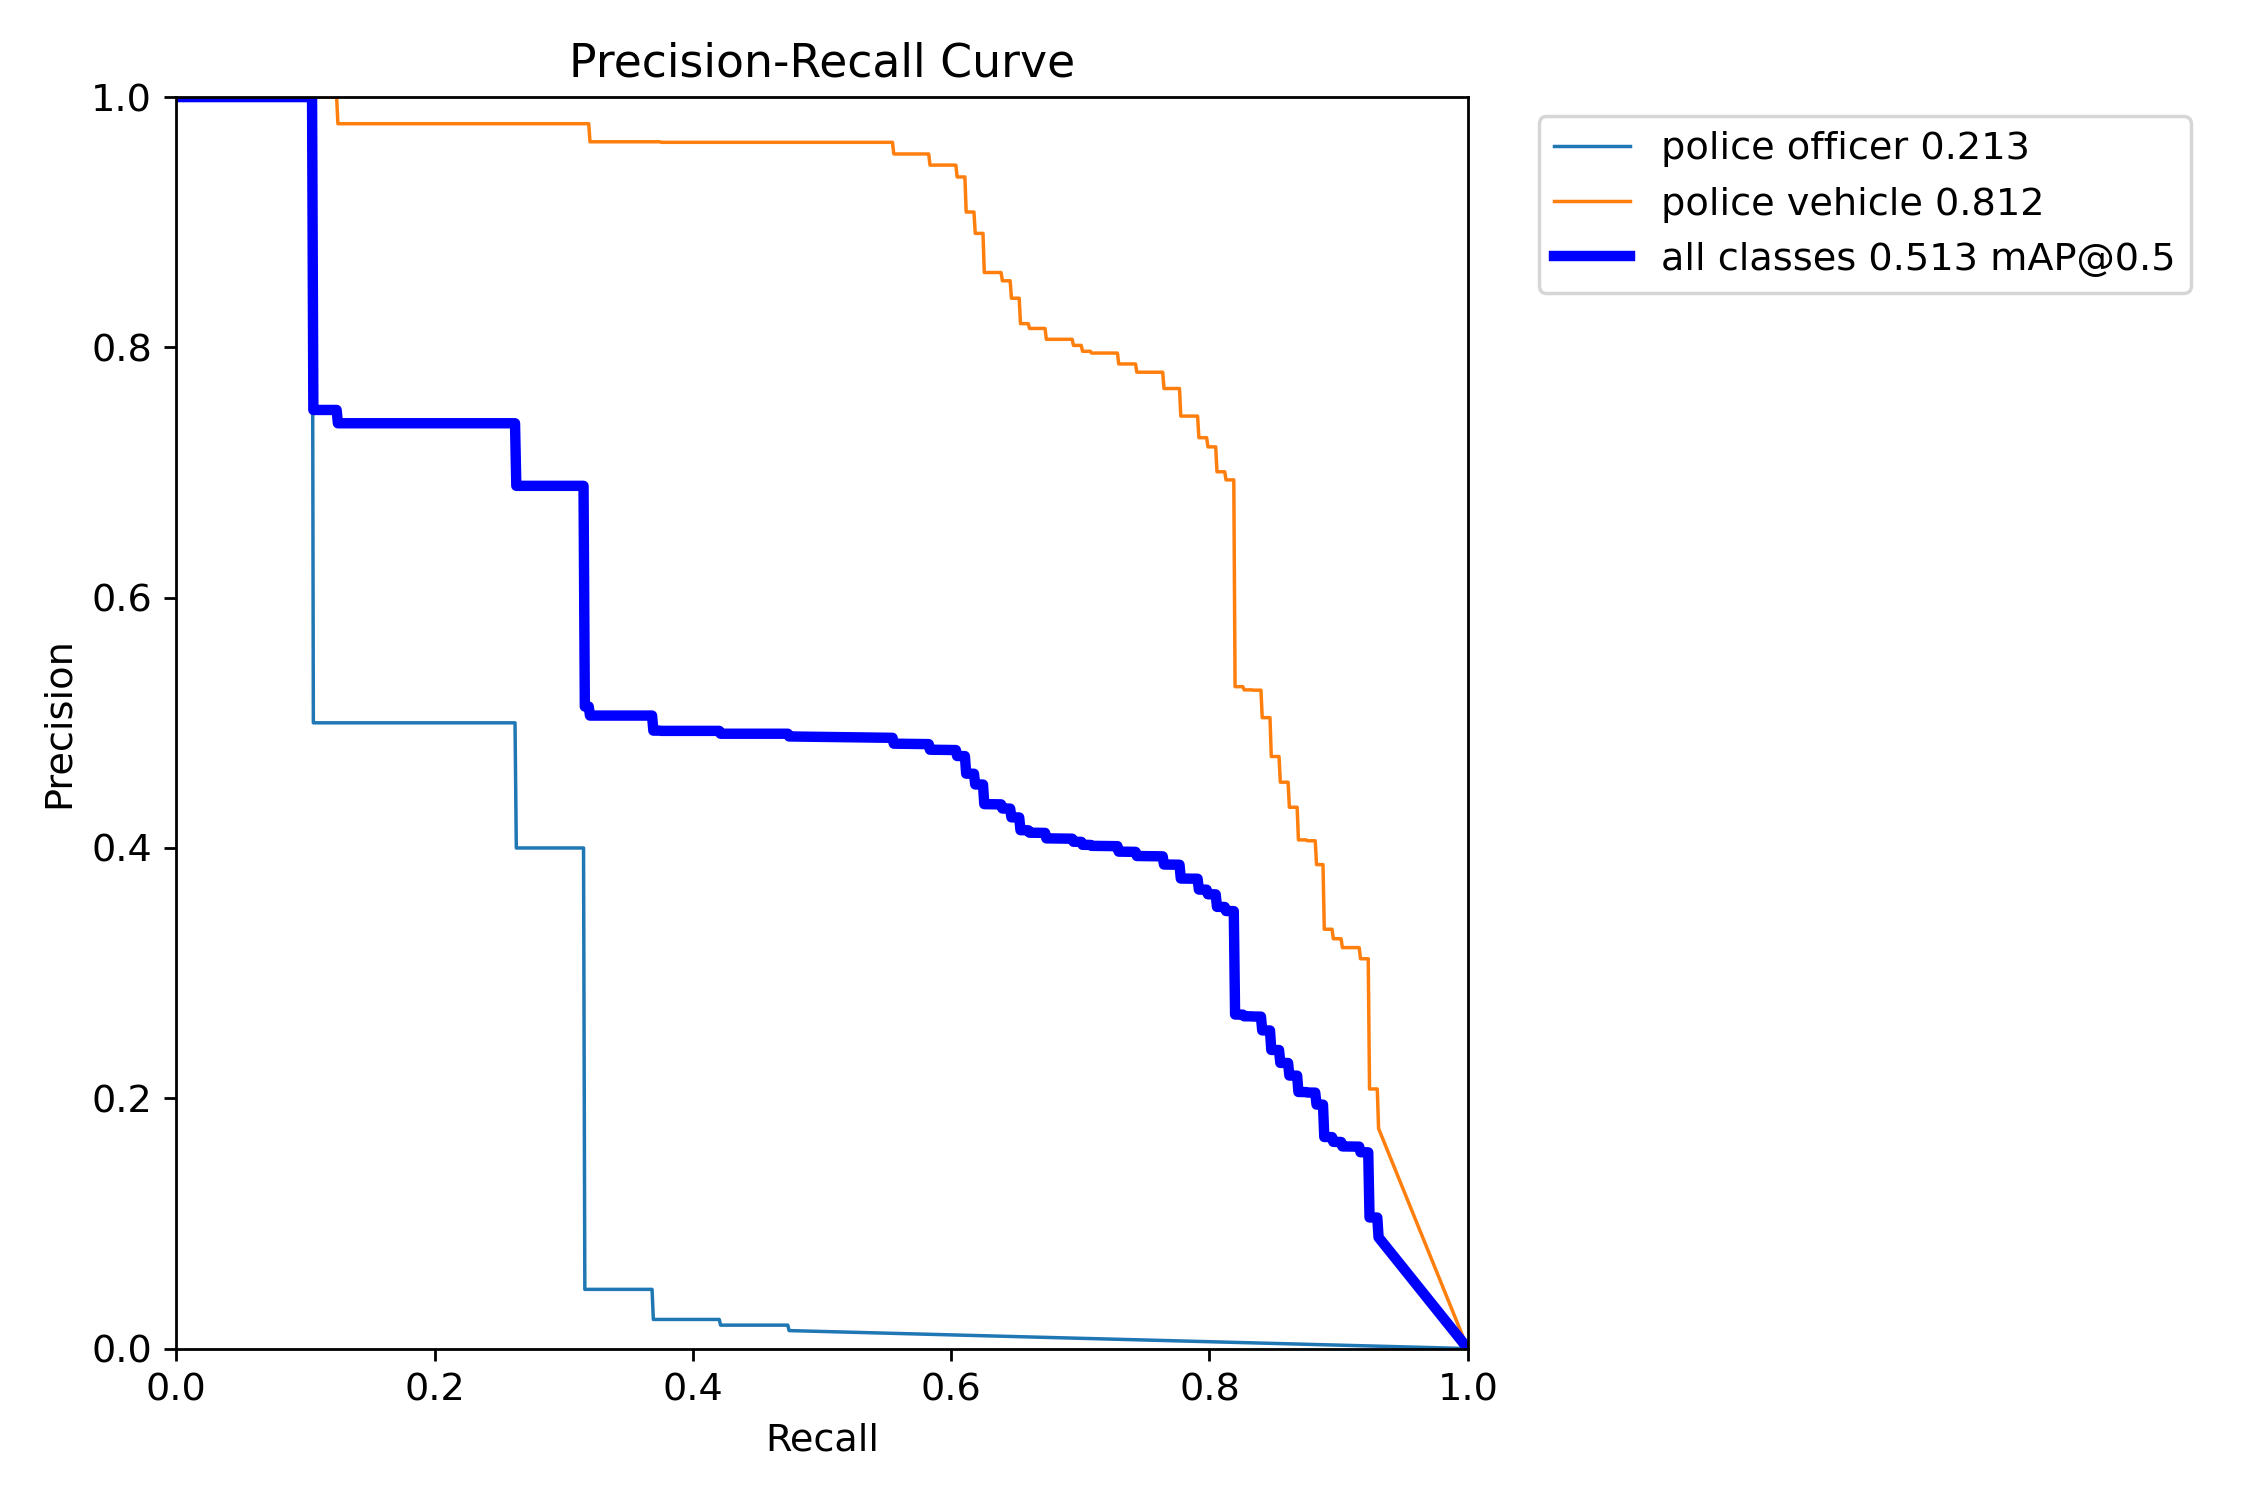 Precision-Recall Curve
1.0
0.8
0.6
0.4
0.2
0.0
Precision
0.0 0.2 0.4 0.6 0.8 1.0
Recall
police officer 0.213
police vehicle 0.812
all classes 0.513 mAP@0.5